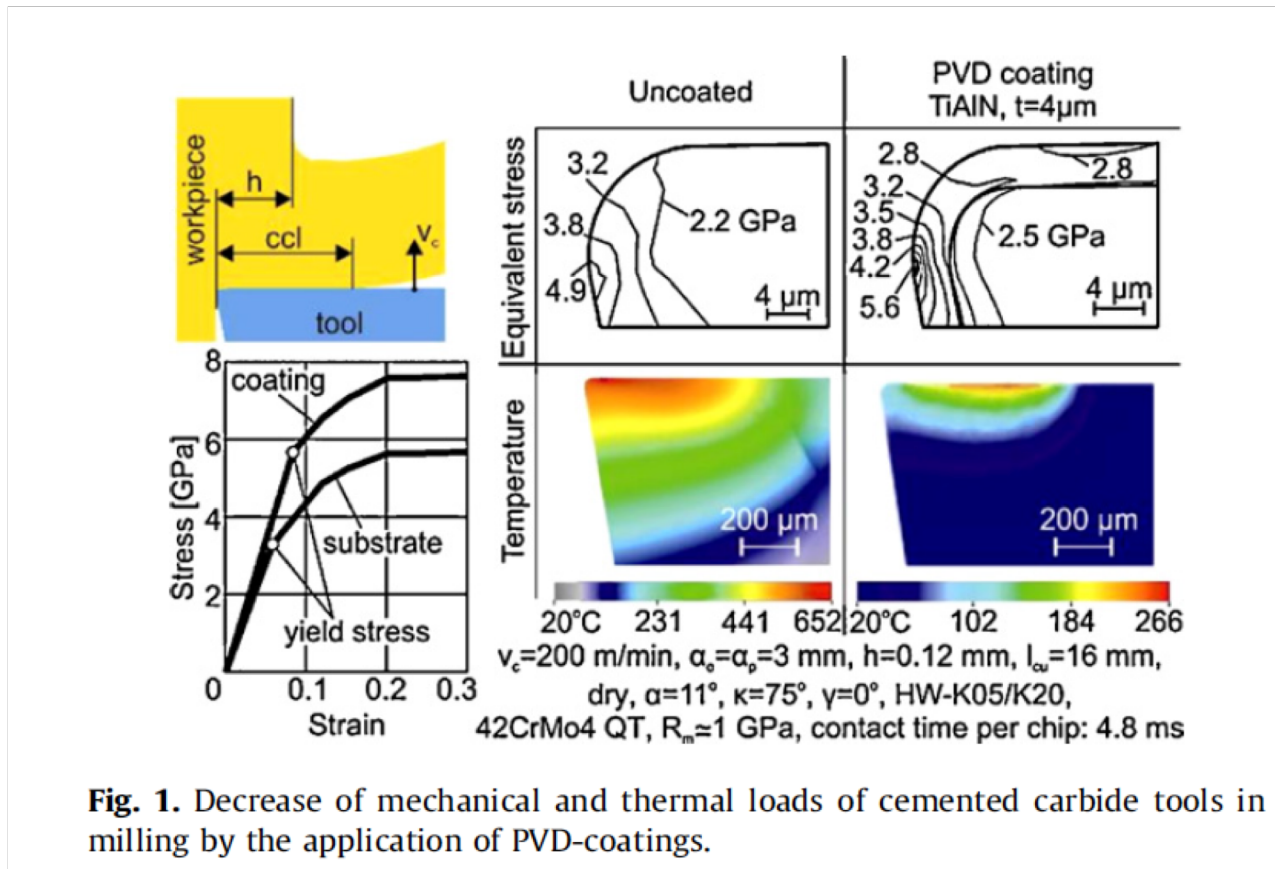 workpiece
h
ccl
vc
tool
8
6
4
2
0
0.1
0.2
0.3
Stress [GPa]
Strain
coating
substrate
yield stress
Uncoated
PVD coating
TiAlN, t=4μm
Equivalent stress
3.2
3.8
4.9
2.2 GPa
4 μm
2.8
3.2
3.5
3.8
4.2
5.6
2.8
2.5 GPa
4 μm
Temperature
200 μm
200 μm
20°C 231 441 652
20°C 102 184 266
vc=200 m/min, αe=αp=3 mm, h=0.12 mm, lcu=16 mm,
dry, α=11°, κ=75°, γ=0°, HW-K05/K20,
42CrMo4 QT, Rm≃1 GPa, contact time per chip: 4.8 ms
Fig. 1. Decrease of mechanical and thermal loads of cemented carbide tools in
milling by the application of PVD-coatings.